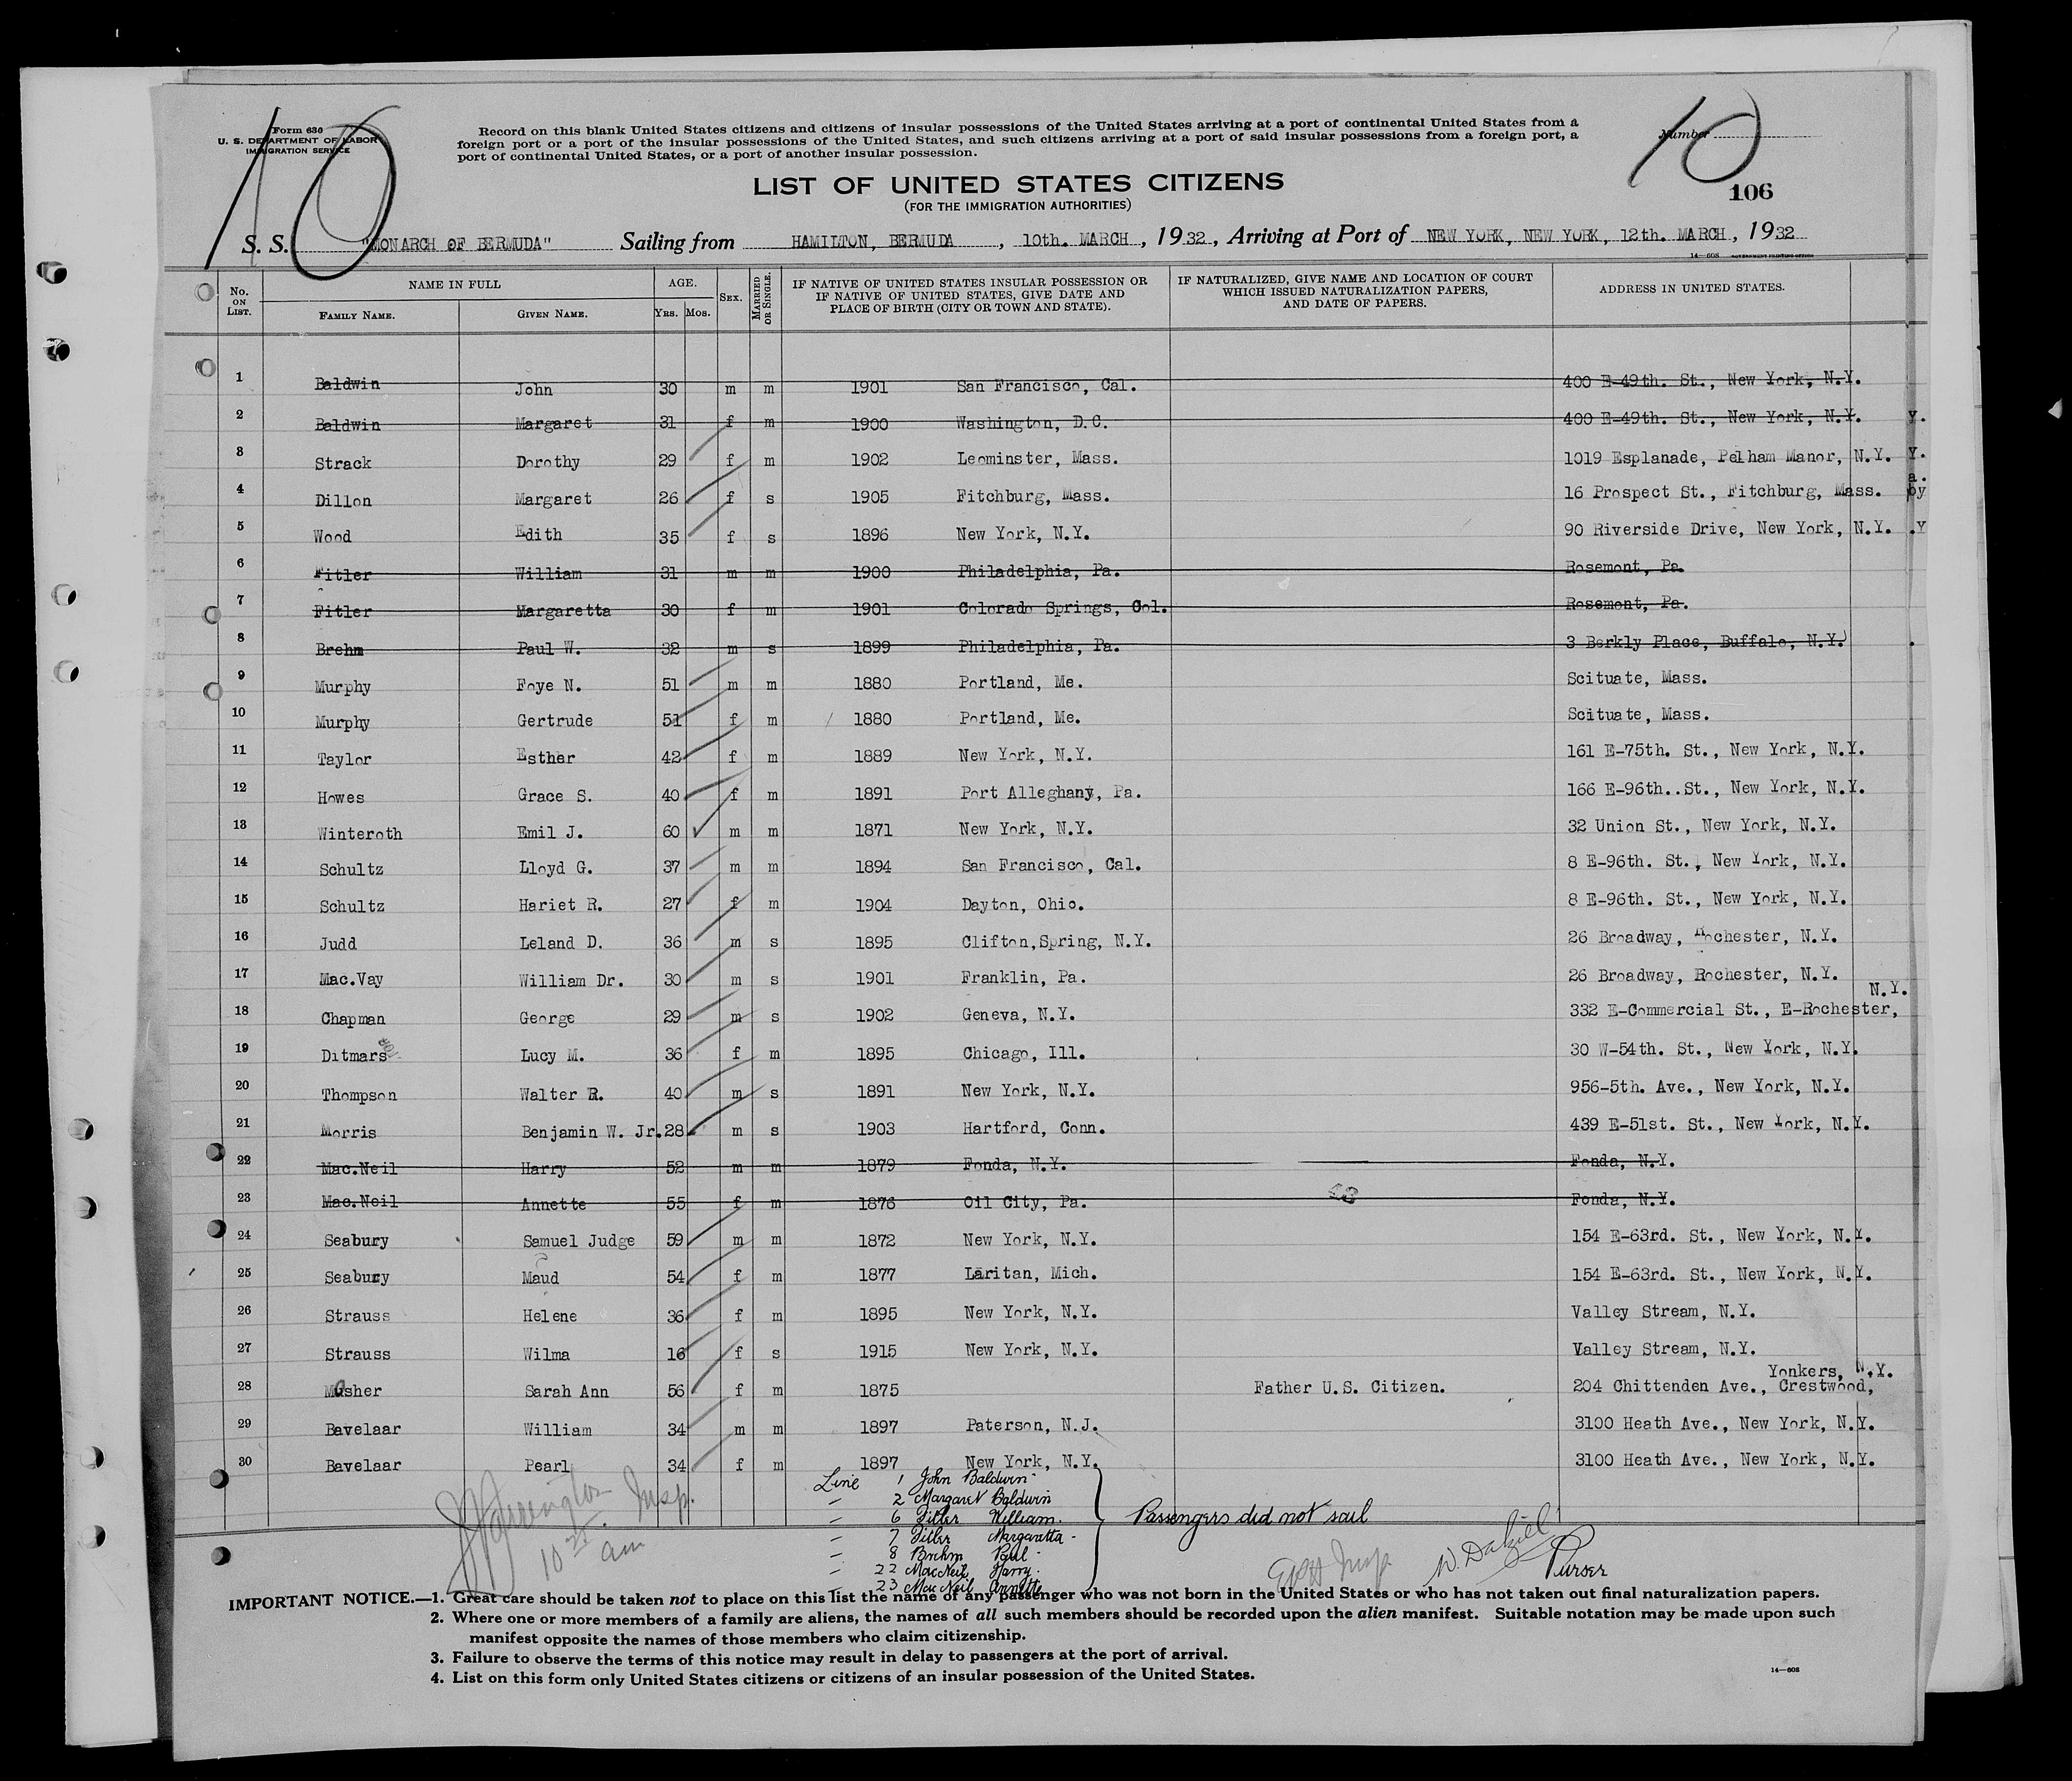 10
10
Form 630
U. S. DEPARTMENT OF LABOR
IMMIGRATION SERVICE
Record on this blank United States citizens and citizens of insular possessions of the United States arriving at a port of continental United States from a
foreign port or a port of the insular possessions of the United States, and such citizens arriving at a port of said insular possessions from a foreign port, a
port of continental United States, or a port of another insular possession.
Number
106
LIST OF UNITED STATES CITIZENS
(FOR THE IMMIGRATION AUTHORITIES)
S. S. "MONARCH OF BERMUDA" Sailing from HAMILTON, BERMUDA, 10th. MARCH, 1932, Arriving at Port of NEW YORK, NEW YORK, 12th. MARCH, 1932
14—608 GOVERNMENT PRINTING OFFICE
No. ON LIST. NAME IN FULL FAMILY NAME. GIVEN NAME. AGE. YRS. MOS. SEX. MARRIED OR SINGLE. IF NATIVE OF UNITED STATES INSULAR POSSESSION OR IF NATIVE OF UNITED STATES, GIVE DATE AND PLACE OF BIRTH (CITY OR TOWN AND STATE). IF NATURALIZED, GIVE NAME AND LOCATION OF COURT WHICH ISSUED NATURALIZATION PAPERS, AND DATE OF PAPERS. ADDRESS IN UNITED STATES.
1 Baldwin John 30 m m 1901 San Francisco, Cal. 400 E-49th. St., New York, N.Y.
2 Baldwin Margaret 31 f m 1900 Washington, D.C. 400 E-49th. St., New York, N.Y. Y.
3 Strack Dorothy 29 f m 1902 Leominster, Mass. 1019 Esplanade, Pelham Manor, N.Y. Y.
4 Dillon Margaret 26 f s 1905 Fitchburg, Mass. 16 Prospect St., Fitchburg, Mass.
5 Wood Edith 35 f s 1896 New York, N.Y. 90 Riverside Drive, New York, N.Y. .Y
6 Fitler William 31 m m 1900 Philadelphia, Pa. Rosemont, Pa.
7 Fitler Margaretta 30 f m 1901 Colorado Springs, Col. Rosemont, Pa.
8 Brehm Paul W. 32 m s 1899 Philadelphia, Pa. 3 Berkly Place, Buffalo, N.Y.
9 Murphy Foye N. 51 m m 1880 Portland, Me. Scituate, Mass.
10 Murphy Gertrude 51 f m 1880 Portland, Me. Scituate, Mass.
11 Taylor Esther 42 f m 1889 New York, N.Y. 161 E-75th. St., New York, N.Y.
12 Howes Grace S. 40 f m 1891 Port Alleghany, Pa. 166 E-96th..St., New York, N.Y.
13 Winteroth Emil J. 60 m m 1871 New York, N.Y. 32 Union St., New York, N.Y.
14 Schultz Lloyd G. 37 m m 1894 San Francisco, Cal. 8 E-96th. St., New York, N.Y.
15 Schultz Hariet R. 27 f m 1904 Dayton, Ohio. 8 E-96th. St., New York, N.Y.
16 Judd Leland D. 36 m s 1895 Clifton,Spring, N.Y. 26 Broadway, Rochester, N.Y.
17 Mac.Vay William Dr. 30 m s 1901 Franklin, Pa. 26 Broadway, Rochester, N.Y.
N.Y.
18 Chapman George 29 m s 1902 Geneva, N.Y. 332 E-Commercial St., E-Rochester,
19 Ditmars Lucy M. 36 f m 1895 Chicago, Ill. 30 W-54th. St., New York, N.Y.
20 Thompson Walter R. 40 m s 1891 New York, N.Y. 956-5th. Ave., New York, N.Y.
21 Morris Benjamin W. Jr. 28 m s 1903 Hartford, Conn. 439 E-51st. St., New York, N.Y.
22 Mac.Neil Harry 52 m m 1879 Fonda, N.Y. Fonda, N.Y.
23 Mac.Neil Annette 55 f m 1876 Oil City, Pa. Fonda, N.Y.
24 Seabury Samuel Judge 59 m m 1872 New York, N.Y. 154 E-63rd. St., New York, N.Y.
25 Seabury Maud 54 f m 1877 Laritan, Mich. 154 E-63rd. St., New York, N.Y.
26 Strauss Helene 36 f m 1895 New York, N.Y. Valley Stream, N.Y.
27 Strauss Wilma 16 f s 1915 New York, N.Y. Valley Stream, N.Y.
Yonkers, N.Y.
28 Mosher Sarah Ann 56 f m 1875 Father U.S. Citizen. 204 Chittenden Ave., Crestwood,
29 Bavelaar William 34 m m 1897 Paterson, N.J. 3100 Heath Ave., New York, N.Y.
30 Bavelaar Pearl 34 f m 1897 New York, N.Y. 3100 Heath Ave., New York, N.Y.
Line 1 John Baldwin
— 2 Margaret Baldwin
— 6 Fitler William.
— 7 Fitler Margaretta
— 8 Brehm Paul
— 22 MacNeil Harry
— 23 MacNeil Annette
Passengers did not sail
Insp.
10 am
Insp
Purser
IMPORTANT NOTICE.—1. Great care should be taken not to place on this list the name of any passenger who was not born in the United States or who has not taken out final naturalization papers.
2. Where one or more members of a family are aliens, the names of all such members should be recorded upon the alien manifest. Suitable notation may be made upon such
manifest opposite the names of those members who claim citizenship.
3. Failure to observe the terms of this notice may result in delay to passengers at the port of arrival.
4. List on this form only United States citizens or citizens of an insular possession of the United States.
14—608